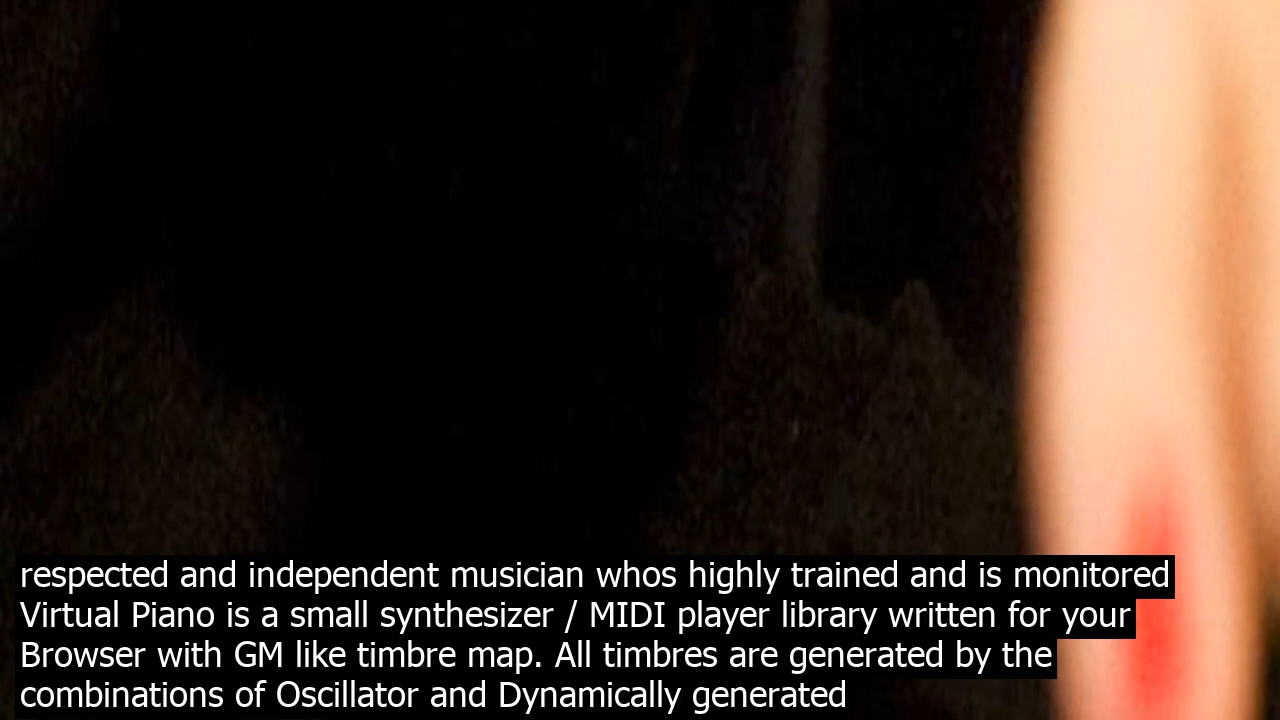 respected and independent musician whos highly trained and is monitored
Virtual Piano is a small synthesizer / MIDI player library written for your
Browser with GM like timbre map. All timbres are generated by the
combinations of Oscillator and Dynamically generated